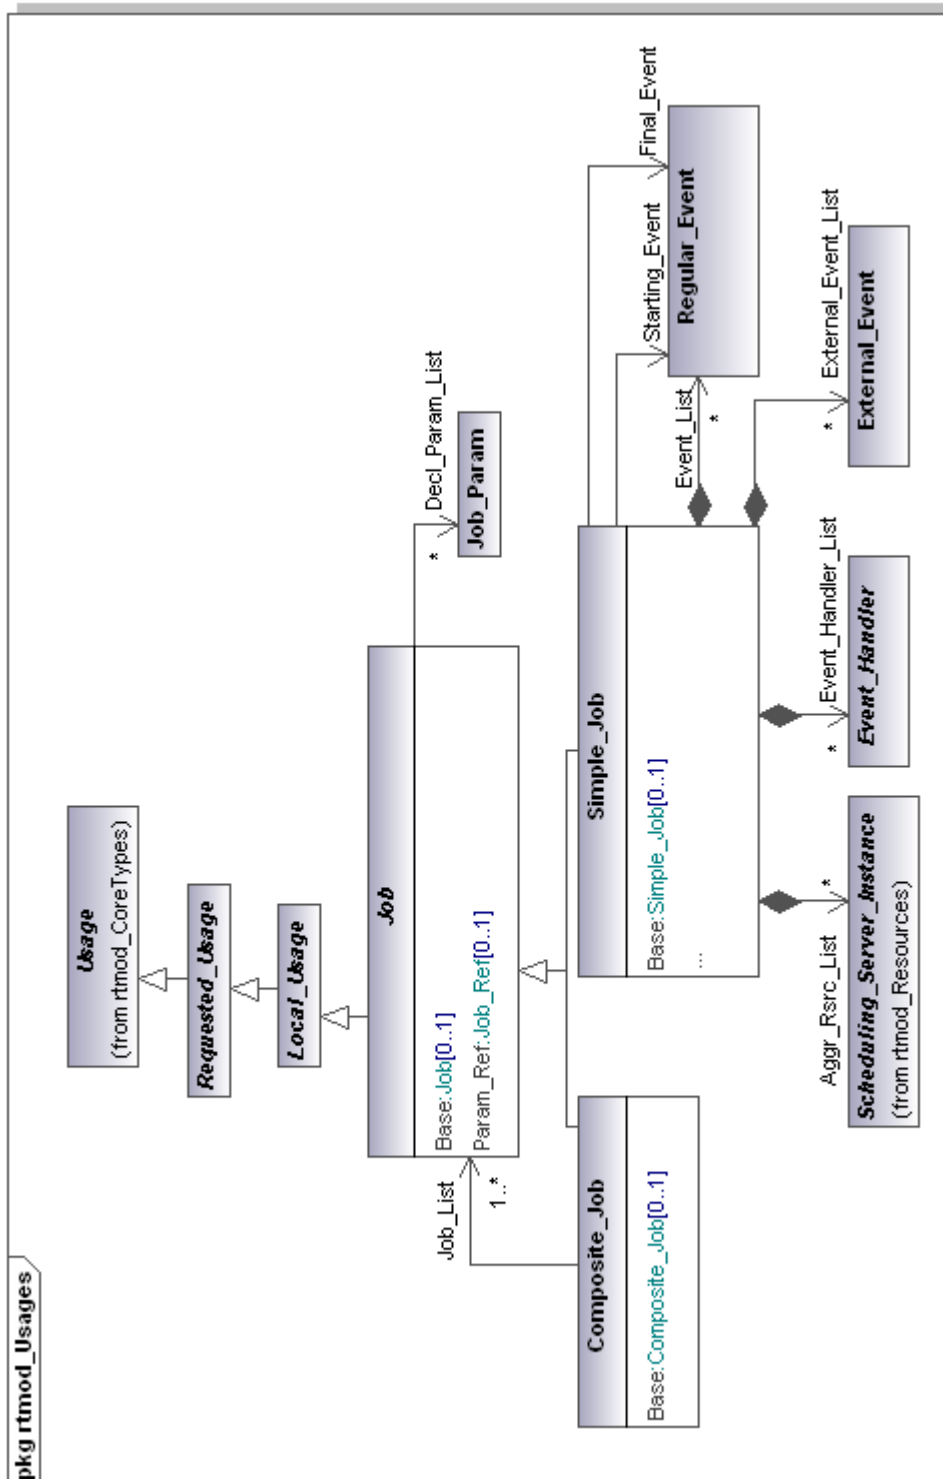 pkg rtmod_Usages
Usage
(from rtmod_CoreTypes)
Requested_Usage
Local_Usage
Job
Base:Job[0..1]
Param_Ref:Job_Ref[0..1]
* Decl_Param_List
Job_Param
Job_List
1..*
Composite_Job
Base:Composite_Job[0..1]
Simple_Job
Base:Simple_Job[0..1]
...
Starting_Event
Final_Event
Event_List
*
Regular_Event
Aggr_Rsrc_List *
Scheduling_Server_Instance
(from rtmod_Resources)
* Event_Handler_List
Event_Handler
* External_Event_List
External_Event